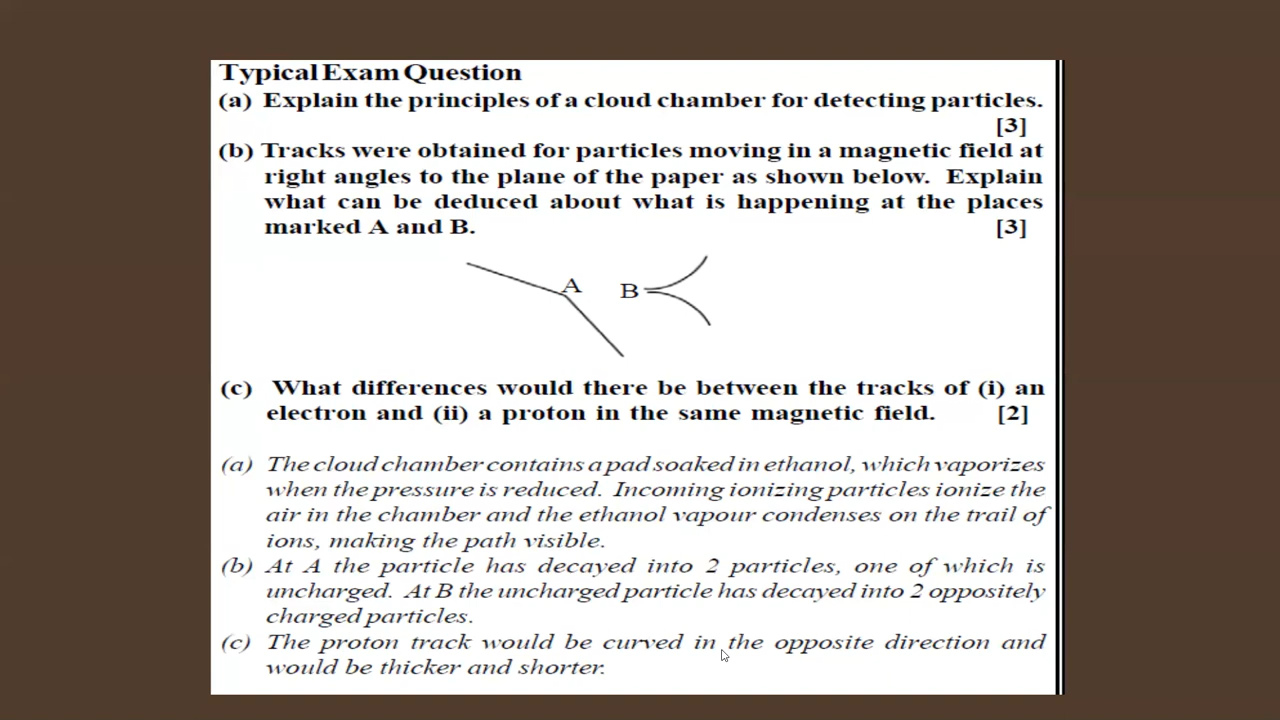 Typical Exam Question
(a) Explain the principles of a cloud chamber for detecting particles.
[3]
(b) Tracks were obtained for particles moving in a magnetic field at
right angles to the plane of the paper as shown below. Explain
what can be deduced about what is happening at the places
marked A and B. [3]
A B
(c) What differences would there be between the tracks of (i) an
electron and (ii) a proton in the same magnetic field. [2]
(a) The cloud chamber contains a pad soaked in ethanol, which vaporizes
when the pressure is reduced. Incoming ionizing particles ionize the
air in the chamber and the ethanol vapour condenses on the trail of
ions, making the path visible.
(b) At A the particle has decayed into 2 particles, one of which is
uncharged. At B the uncharged particle has decayed into 2 oppositely
charged particles.
(c) The proton track would be curved in the opposite direction and
would be thicker and shorter.